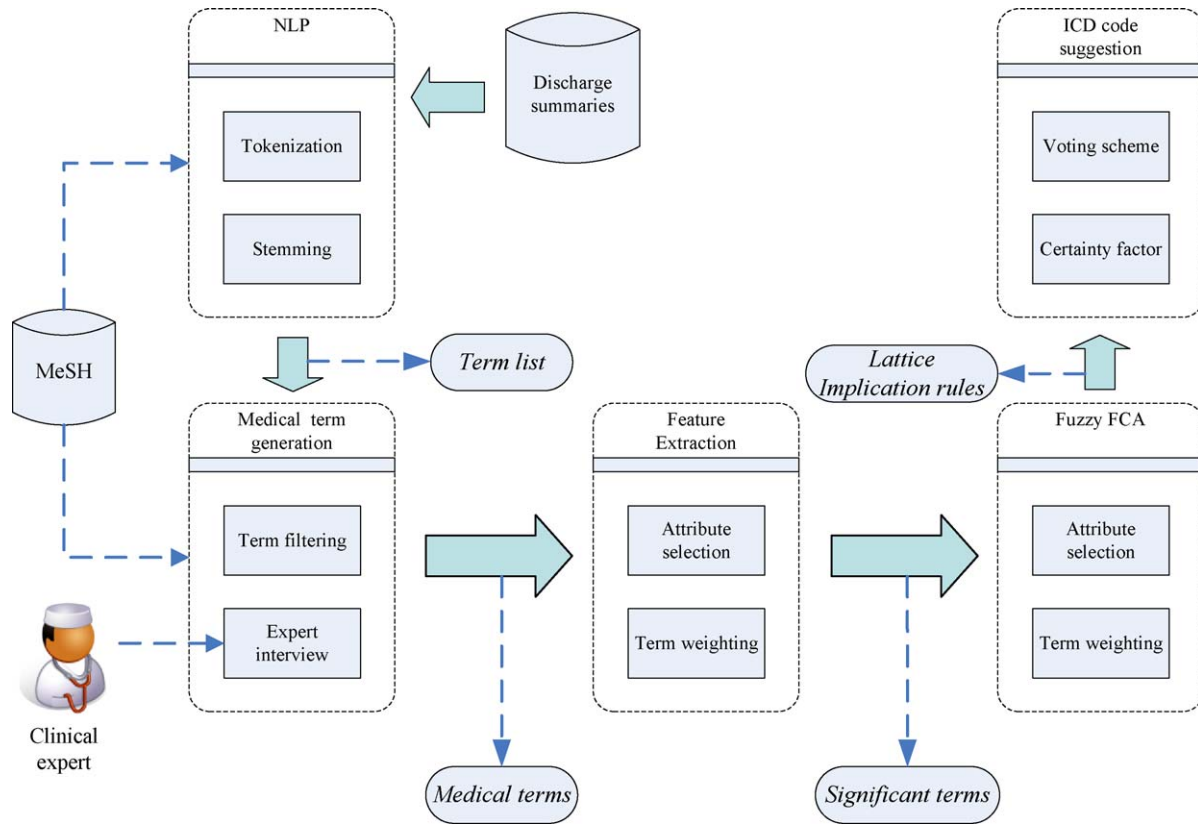 NLP
Tokenization
Stemming
Discharge
summaries
ICD code
suggestion
Voting scheme
Certainty factor
MeSH
Term list
Lattice
Implication rules
Medical term
generation
Term filtering
Expert
interview
Feature
Extraction
Attribute
selection
Term weighting
Fuzzy FCA
Attribute
selection
Term weighting
Clinical
expert
Medical terms
Significant terms